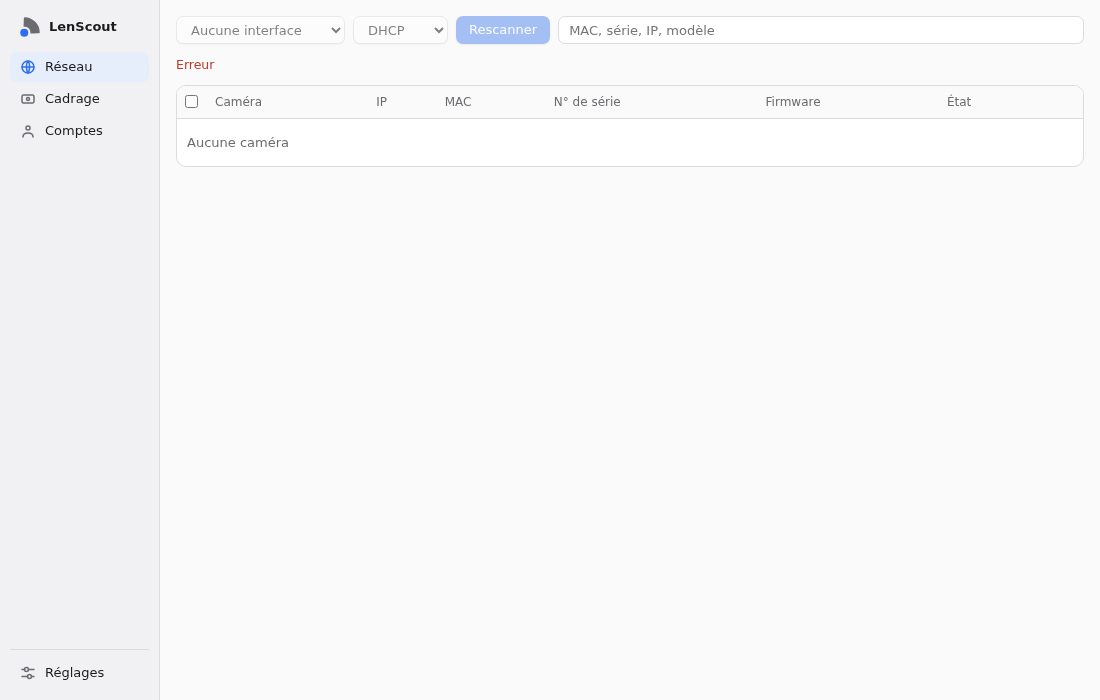 LenScout
Réseau
Cadrage
Comptes
Réglages
Aucune interface DHCP Rescanner MAC, série, IP, modèle
Erreur
Caméra IP MAC N° de série Firmware État
Aucune caméra